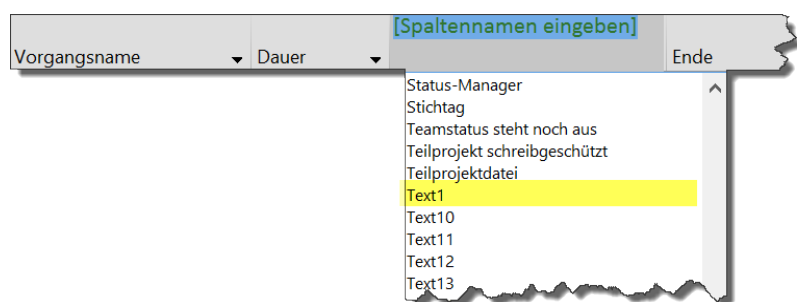 [Spaltennamen eingeben]
Vorgangsname
Dauer
Ende
Status-Manager
Stichtag
Teamstatus steht noch aus
Teilprojekt schreibgeschützt
Teilprojektdatei
Text1
Text10
Text11
Text12
Text13